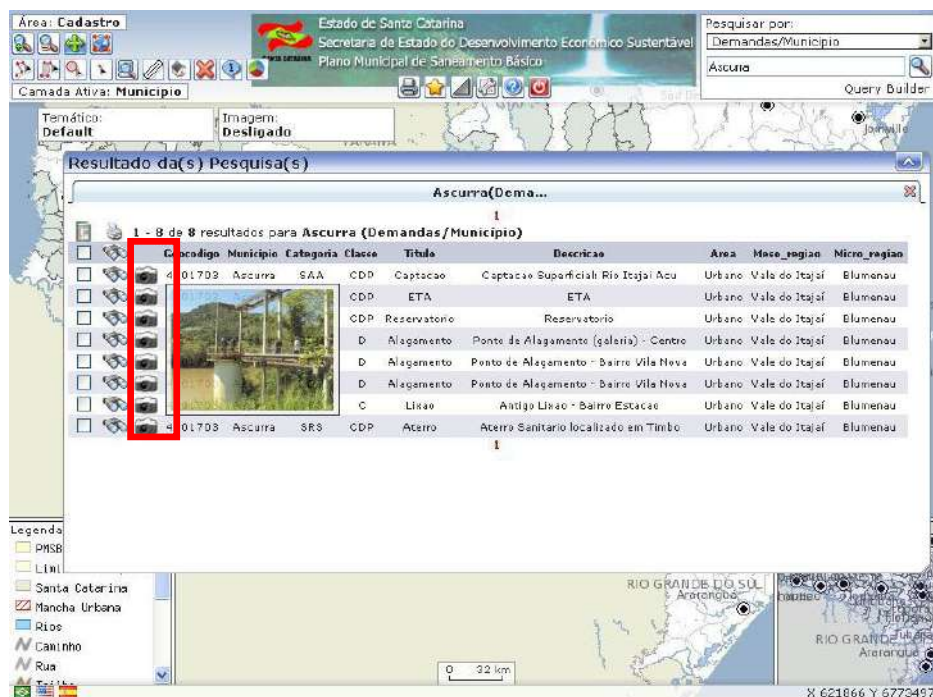 Área: Cadastro
Estado de Santa Catarina
Secretaria de Estado do Desenvolvimento Econômico Sustentável
Plano Municipal de Saneamento Básico
Pesquisar por:
Demandas/Municipio
Ascurra
Query Builder
Camada Ativa: Municipio
Temático:
Default
Imagem:
Desligado
Joinville
Resultado da(s) Pesquisa(s)
Ascurra(Dema...
1
1 - 8 de 8 resultados para Ascurra (Demandas/Município)
Geocodigo Municipio Categoria Classe Titulo Descricao Area Meso_regiao Micro_regiao
4201703 Ascurra SAA CDP Captacao Captacao Superficial: Rio Itajai Acu Urbano Vale do Itajaí Blumenau
CDP ETA ETA Urbano Vale do Itajaí Blumenau
CDP Reservatorio Reservatorio Urbano Vale do Itajaí Blumenau
D Alagamento Ponto de Alagamento (galeria) - Centro Urbano Vale do Itajaí Blumenau
D Alagamento Ponto de Alagamento - Bairro Vila Nova Urbano Vale do Itajaí Blumenau
D Alagamento Ponto de Alagamento - Bairro Vila Nova Urbano Vale do Itajaí Blumenau
C Lixao Antigo Lixao - Bairro Estacao Urbano Vale do Itajaí Blumenau
4201703 Ascurra SRS CDP Aterro Aterro Sanitario localizado em Timbo Urbano Vale do Itajaí Blumenau
1
Legenda
PMSB
Santa Catarina
Mancha Urbana
Rios
Caminho
Rua
RIO GRANDE DO SUL
Araranguá
RIO GRANDE
Araranguá
0 32 km
X 621866 Y 6773497